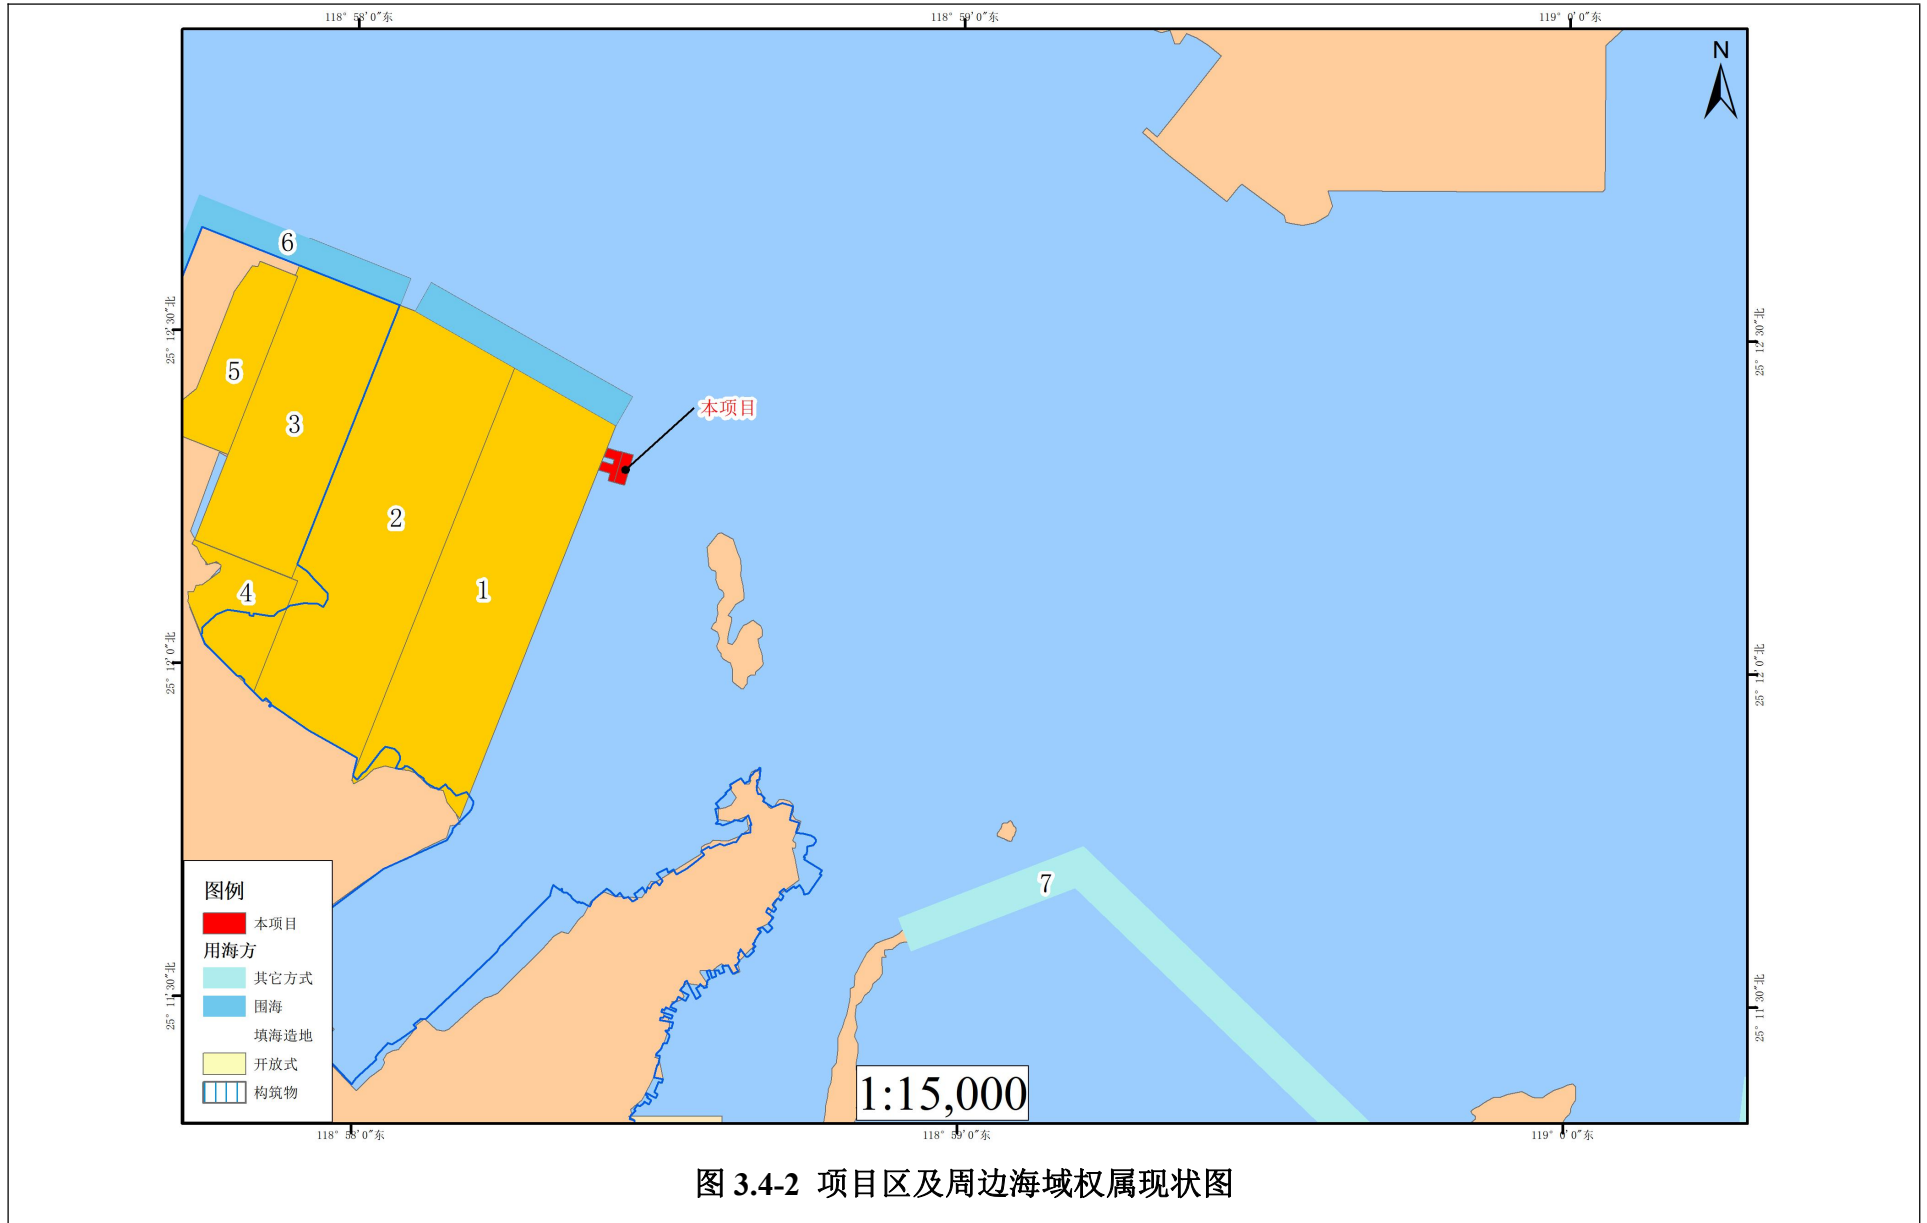 118° 58′0″东
118° 59′0″东
119° 0′0″东
N
25° 12′30″北
25° 12′30″北
6
5
3
本项目
2
1
4
25° 12′0″北
25° 12′0″北
7
25° 11′30″北
25° 11′30″北
图例
本项目
用海方
其它方式
围海
填海造地
开放式
构筑物
1:15,000
118° 58′0″东
118° 59′0″东
119° 0′0″东
图 3.4-2 项目区及周边海域权属现状图